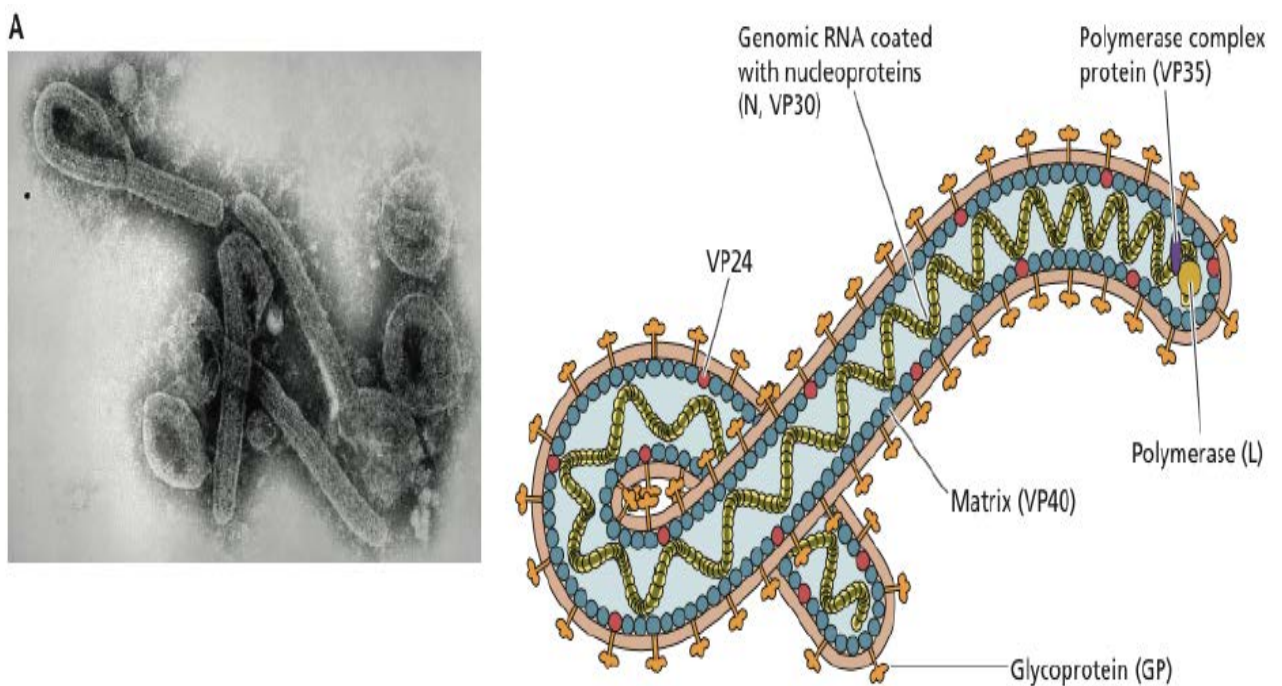 A
Genomic RNA coated
with nucleoproteins
(N, VP30)
Polymerase complex
protein (VP35)
VP24
Polymerase (L)
Matrix (VP40)
Glycoprotein (GP)